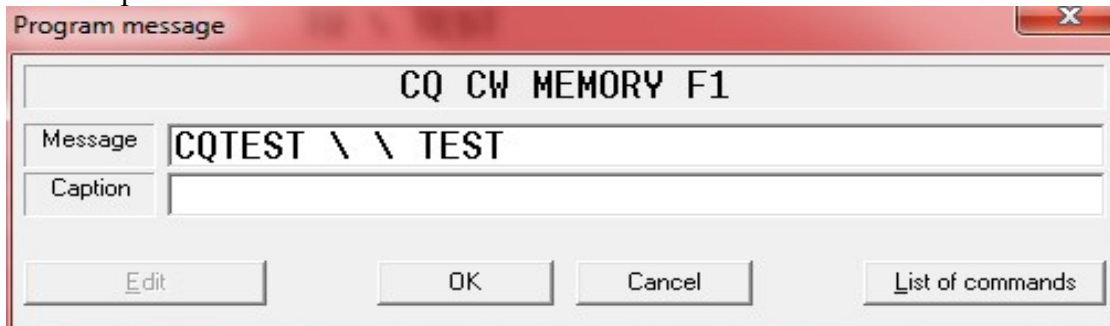 Program message
CQ CW MEMORY F1
Message CQTEST \ \ TEST
Caption
Edit OK Cancel List of commands